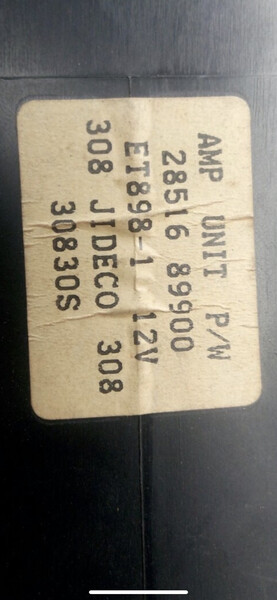 AMP UNIT P/W
28516 89900
ET898-1 12V
308 JIDECO 308
30830S